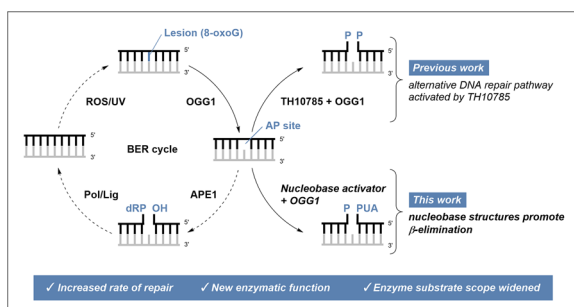 Lesion (8-oxoG)
5'
3'
P P
5'
3'
Previous work
alternative DNA repair pathway
activated by TH10785
ROS/UV
OGG1
TH10785 + OGG1
AP site
5'
3'
BER cycle
5'
3'
Pol/Lig
APE1
Nucleobase activator
+ OGG1
dRP OH
5'
3'
P PUA
5'
3'
This work
nucleobase structures promote
β-elimination
✓ Increased rate of repair
✓ New enzymatic function
✓ Enzyme substrate scope widened